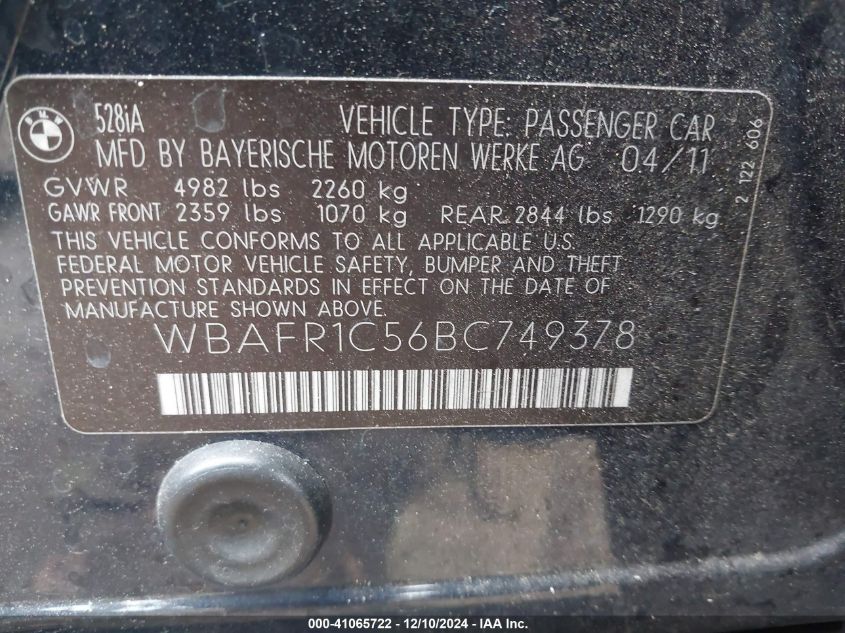 BMW
528iA VEHICLE TYPE: PASSENGER CAR
MFD BY BAYERISCHE MOTOREN WERKE AG 04/11
GVWR 4982 lbs 2260 kg
GAWR FRONT 2359 lbs 1070 kg REAR 2844 lbs 1290 kg
THIS VEHICLE CONFORMS TO ALL APPLICABLE U.S.
FEDERAL MOTOR VEHICLE SAFETY, BUMPER AND THEFT
PREVENTION STANDARDS IN EFFECT ON THE DATE OF
MANUFACTURE SHOWN ABOVE.
WBAFR1C56BC749378
2 122 606
000-41065722 - 12/10/2024 - COPYRIGHT IAA, Inc.